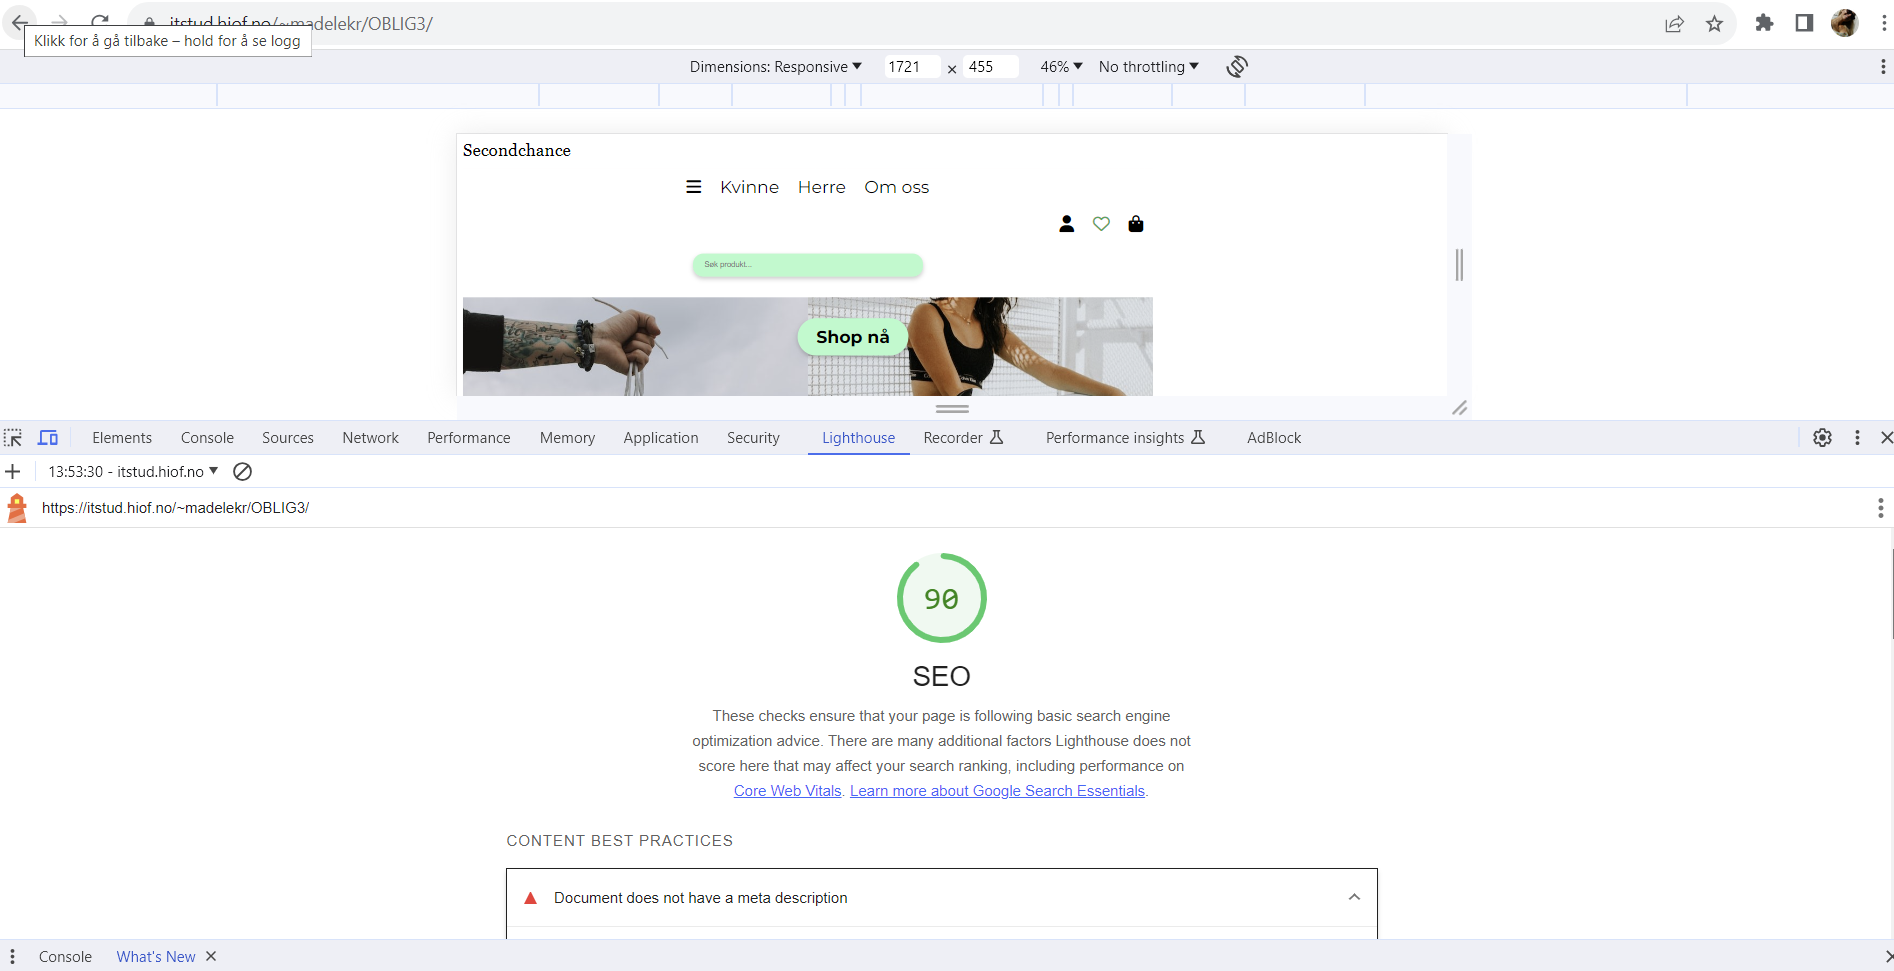 itstud.hiof.no/~madelekr/OBLIG3/
Klikk for å gå tilbake – hold for å se logg
Dimensions: Responsive 1721 × 455 46% No throttling
Secondchance
Kvinne Herre Om oss
Søk produkt...
Shop nå
Elements Console Sources Network Performance Memory Application Security Lighthouse Recorder Performance insights AdBlock
13:53:30 - itstud.hiof.no
https://itstud.hiof.no/~madelekr/OBLIG3/
90
SEO
These checks ensure that your page is following basic search engine
optimization advice. There are many additional factors Lighthouse does not
score here that may affect your search ranking, including performance on
Core Web Vitals. Learn more about Google Search Essentials.
CONTENT BEST PRACTICES
Document does not have a meta description
Console What's New